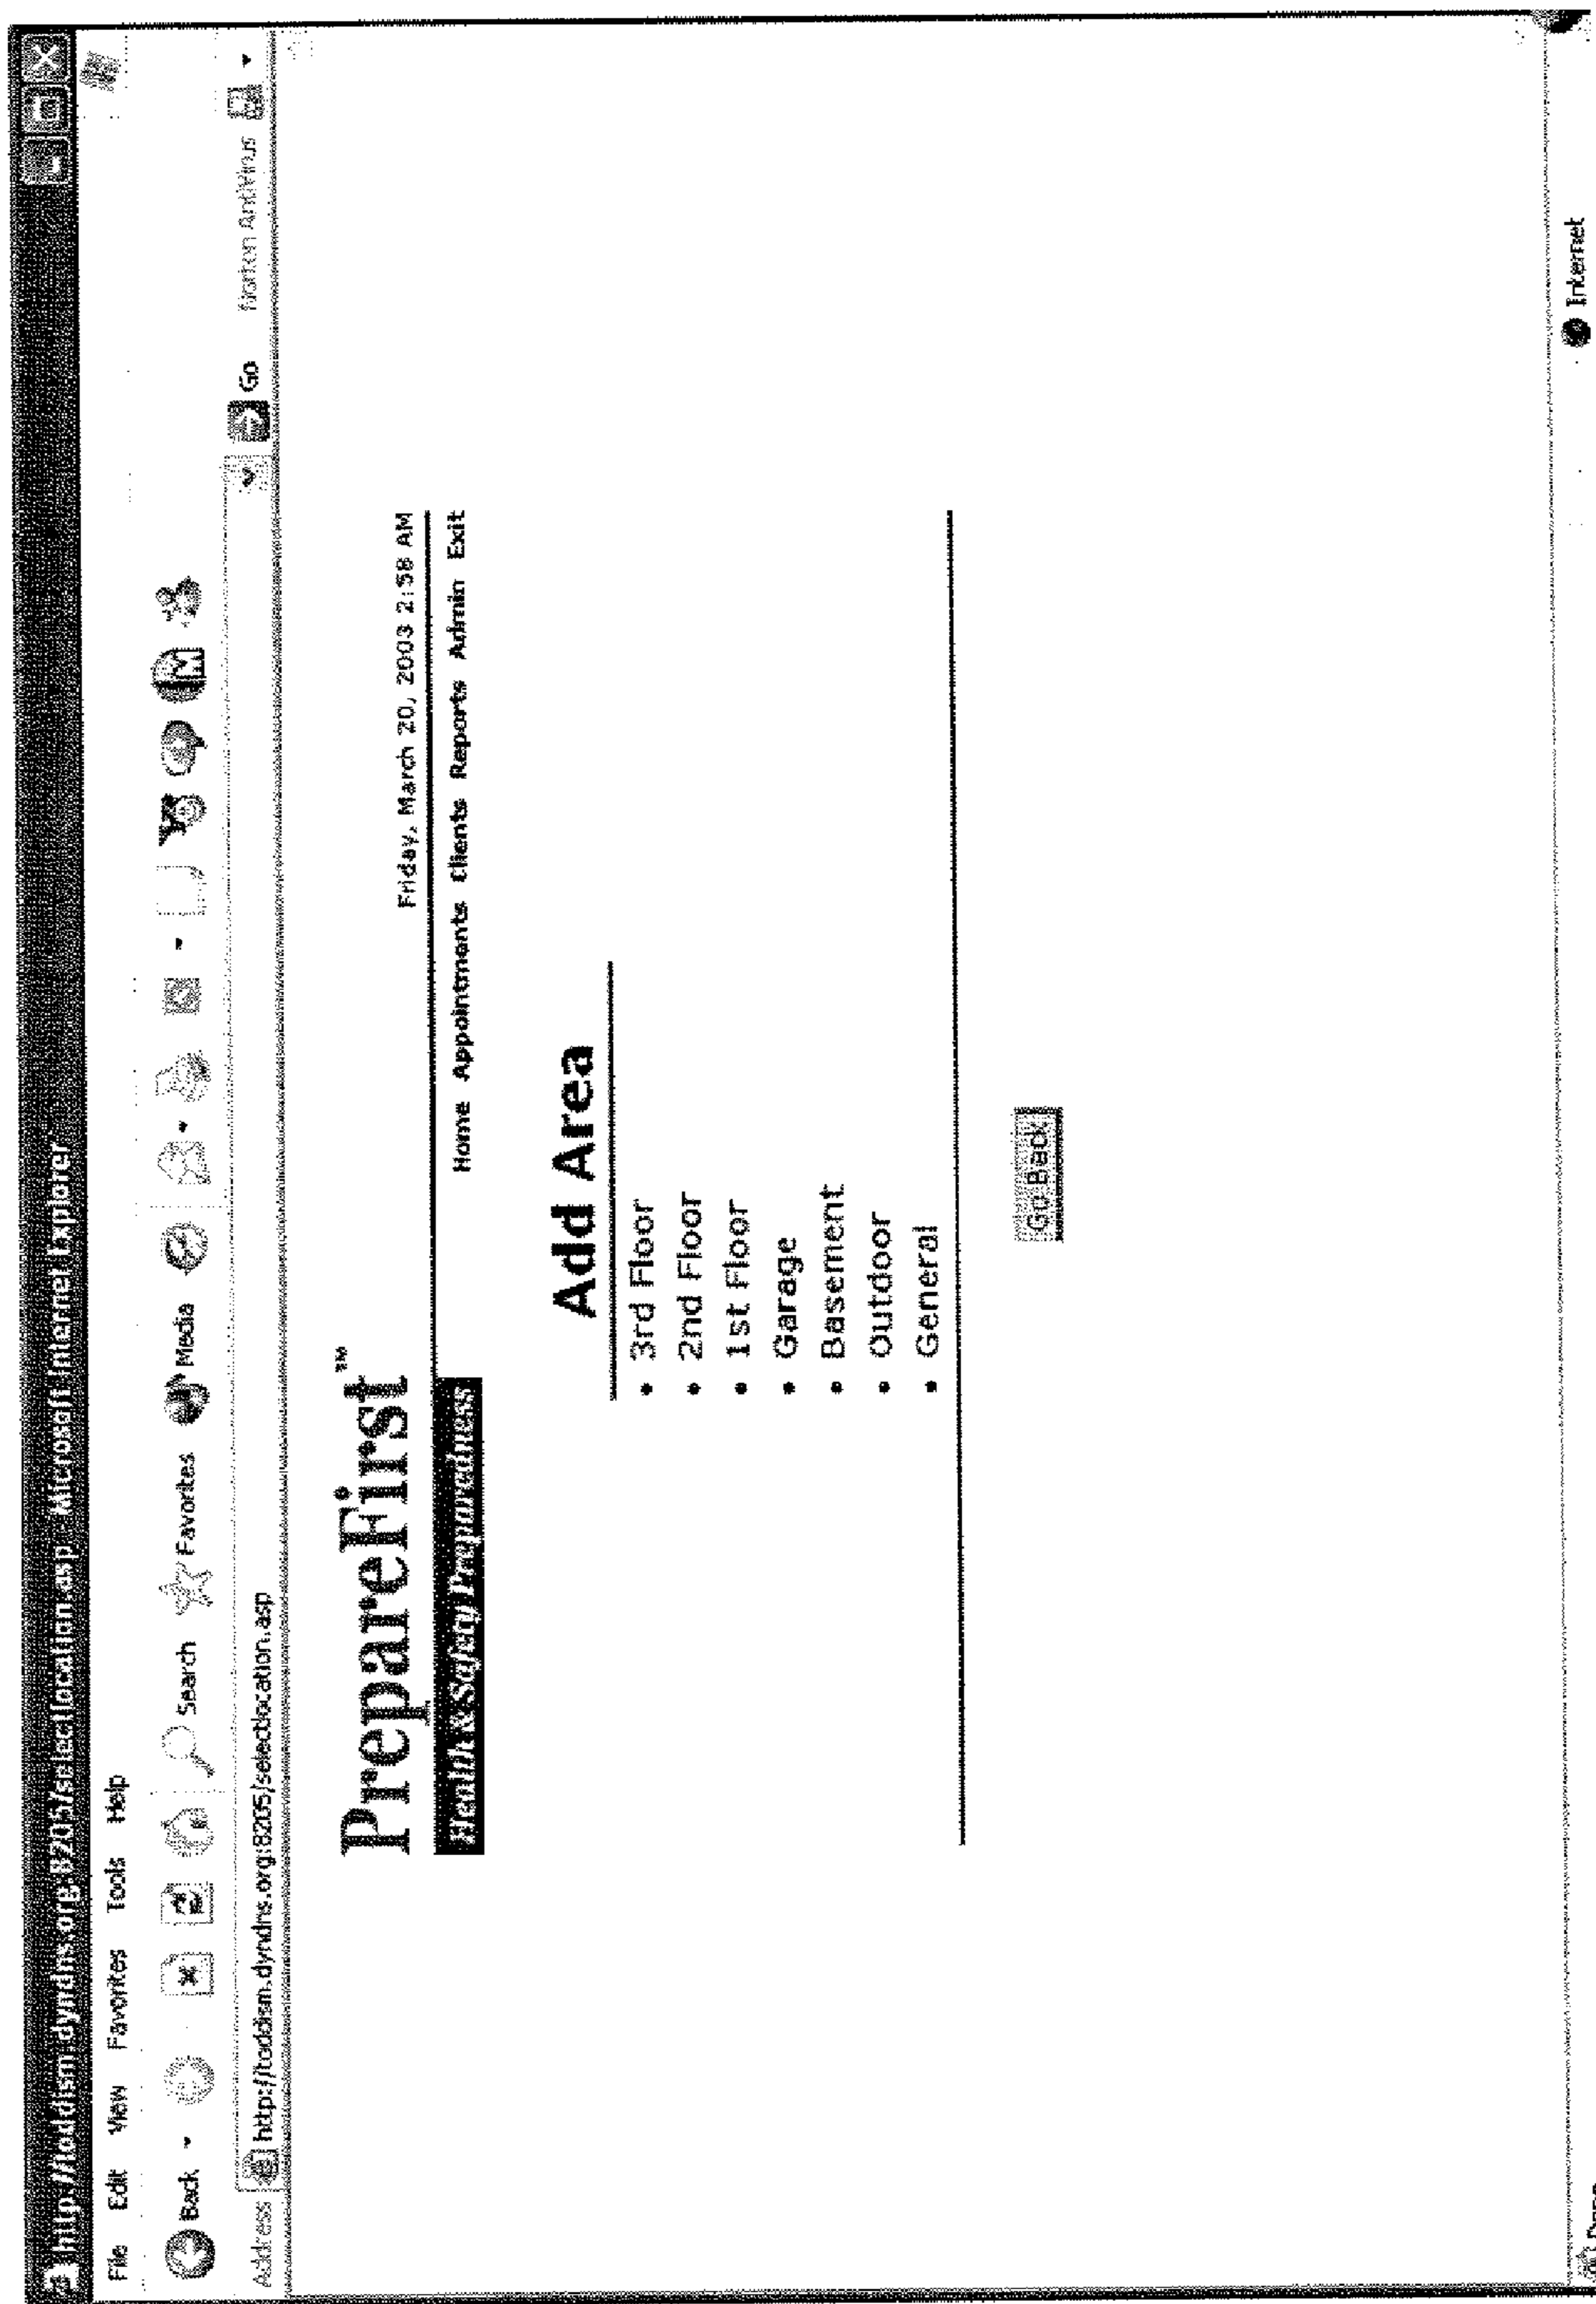 http://toddism.dyndns.org:8205/selectlocation.asp - Microsoft Internet Explorer
File Edit View Favorites Tools Help
Back Search Favorites Media
Address http://toddism.dyndns.org:8205/selectlocation.asp Go Norton AntiVirus
PrepareFirst™
Friday, March 20, 2003 2:58 AM
Health & Safety Preparedness
Home Appointments Clients Reports Admin Exit
Add Area
• 3rd Floor
• 2nd Floor
• 1st Floor
• Garage
• Basement
• Outdoor
• General
Go Back
Done Internet